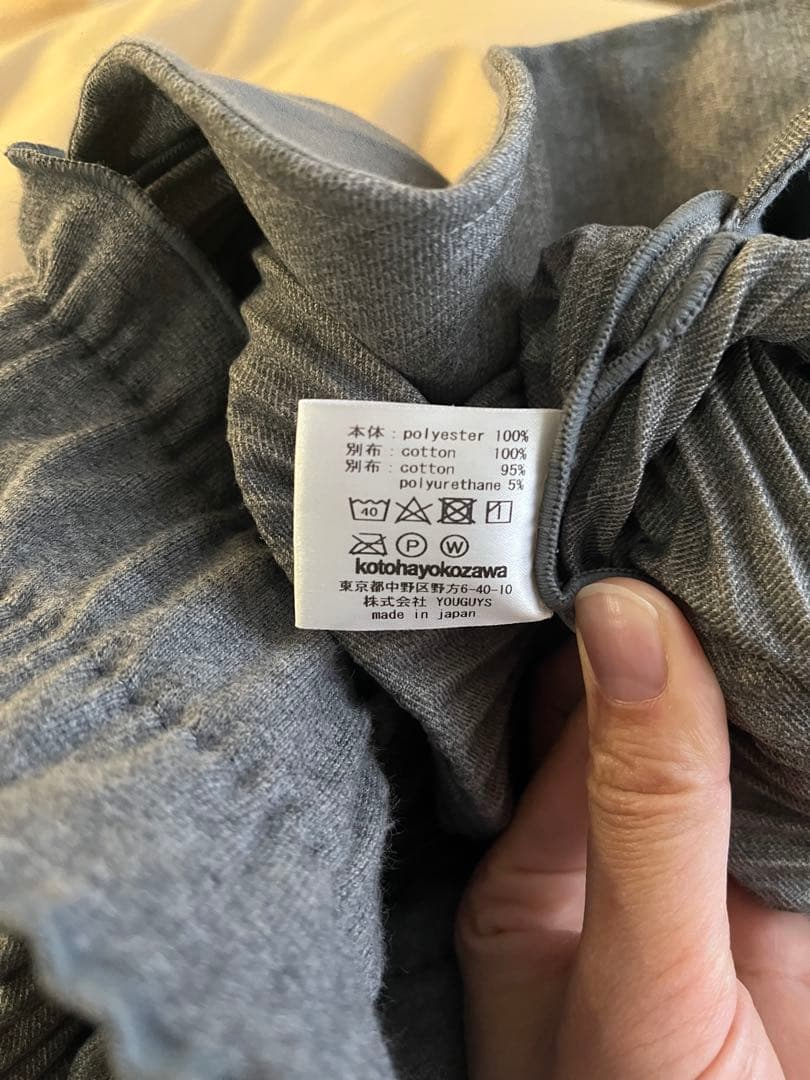 本体：polyester 100%
別布：cotton 100%
別布：cotton 95%
polyurethane 5%
40
P W
kotohayokozawa
東京都中野区野方6-40-10
株式会社 YOUGUYS
made in japan